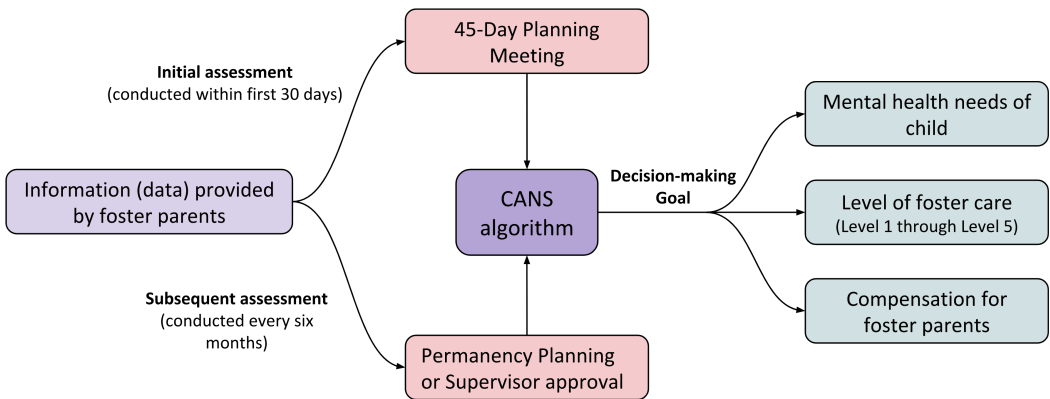 45-Day Planning
Meeting
Initial assessment
(conducted within first 30 days)
Mental health needs of
child
Information (data) provided
by foster parents
CANS
algorithm
Decision-making
Goal
Level of foster care
(Level 1 through Level 5)
Subsequent assessment
(conducted every six
months)
Compensation for
foster parents
Permanency Planning
or Supervisor approval